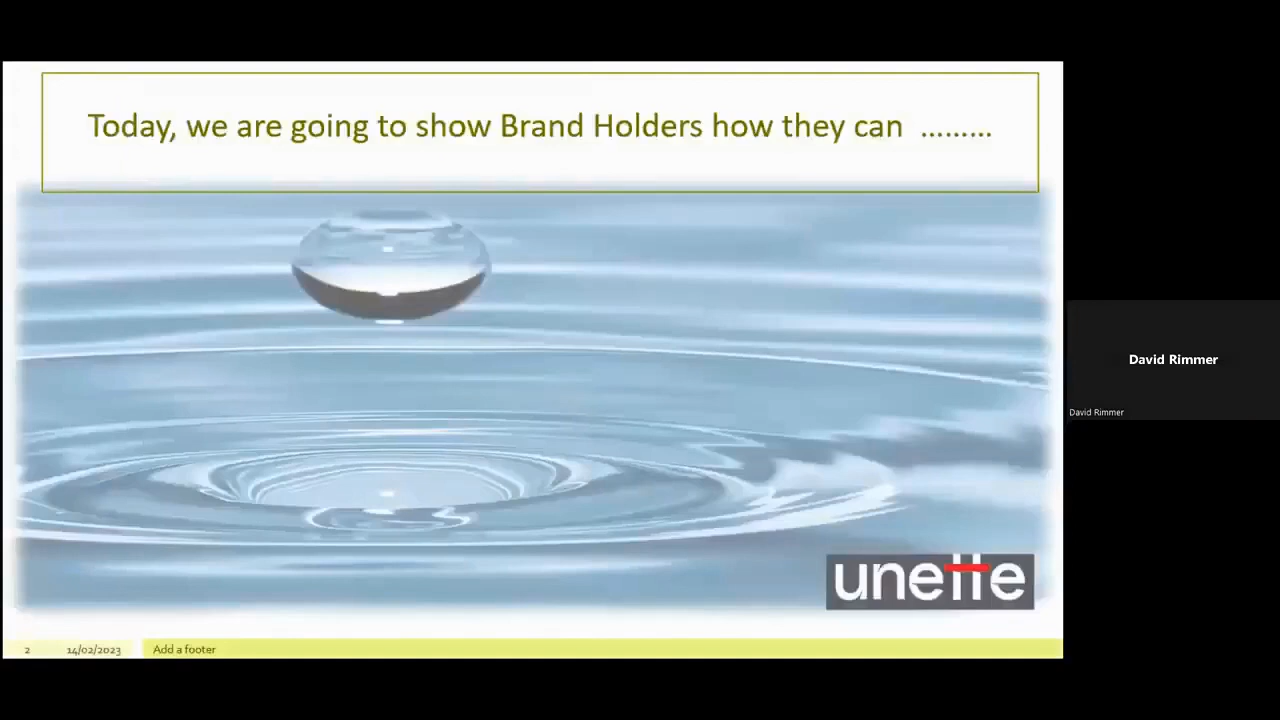 Today, we are going to show Brand Holders how they can ………
David Rimmer
David Rimmer
unette
2 14/02/2023 Add a footer